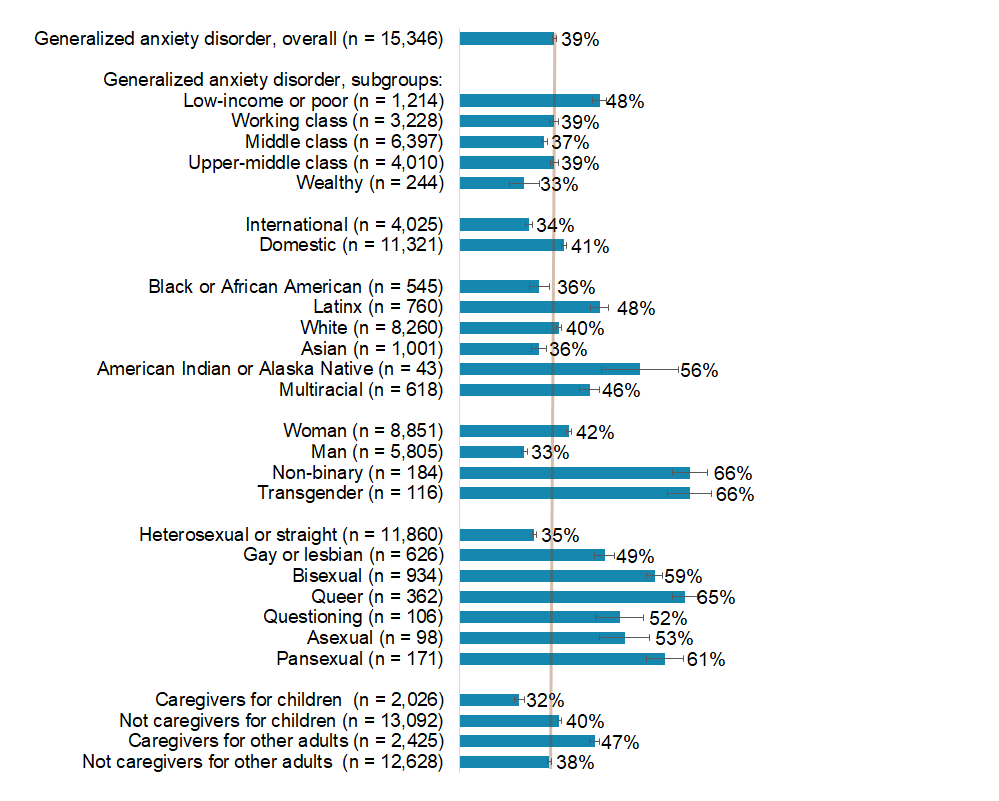 Generalized anxiety disorder, overall (n = 15,346) 39%
Generalized anxiety disorder, subgroups:
Low-income or poor (n = 1,214) 48%
Working class (n = 3,228) 39%
Middle class (n = 6,397) 37%
Upper-middle class (n = 4,010) 39%
Wealthy (n = 244) 33%
International (n = 4,025) 34%
Domestic (n = 11,321) 41%
Black or African American (n = 545) 36%
Latinx (n = 760) 48%
White (n = 8,260) 40%
Asian (n = 1,001) 36%
American Indian or Alaska Native (n = 43) 56%
Multiracial (n = 618) 46%
Woman (n = 8,851) 42%
Man (n = 5,805) 33%
Non-binary (n = 184) 66%
Transgender (n = 116) 66%
Heterosexual or straight (n = 11,860) 35%
Gay or lesbian (n = 626) 49%
Bisexual (n = 934) 59%
Queer (n = 362) 65%
Questioning (n = 106) 52%
Asexual (n = 98) 53%
Pansexual (n = 171) 61%
Caregivers for children (n = 2,026) 32%
Not caregivers for children (n = 13,092) 40%
Caregivers for other adults (n = 2,425) 47%
Not caregivers for other adults (n = 12,628) 38%